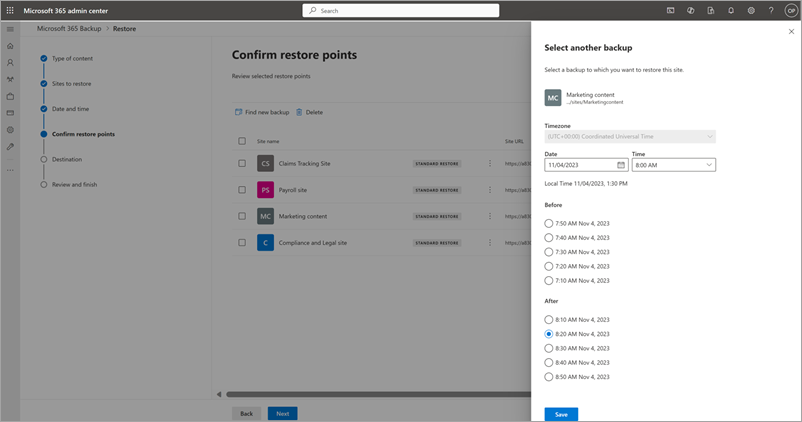 Microsoft 365 admin center
Search
OP
Microsoft 365 Backup > Restore
Type of content
Sites to restore
Date and time
Confirm restore points
Destination
Review and finish
Confirm restore points
Review selected restore points
Find new backup Delete
Site name Site URL
CS Claims Tracking Site STANDARD RESTORE
PS Payroll site STANDARD RESTORE
MC Marketing content STANDARD RESTORE
C Compliance and Legal site STANDARD RESTORE
Back Next
Select another backup
Select a backup to which you want to restore this site.
MC Marketing content
.../sites/Marketingcontent
Timezone
(UTC+00:00) Coordinated Universal Time
Date Time
11/04/2023 8:00 AM
Local Time 11/04/2023, 1:30 PM
Before
7:50 AM Nov 4, 2023
7:40 AM Nov 4, 2023
7:30 AM Nov 4, 2023
7:20 AM Nov 4, 2023
7:10 AM Nov 4, 2023
After
8:10 AM Nov 4, 2023
8:20 AM Nov 4, 2023
8:30 AM Nov 4, 2023
8:40 AM Nov 4, 2023
8:50 AM Nov 4, 2023
Save